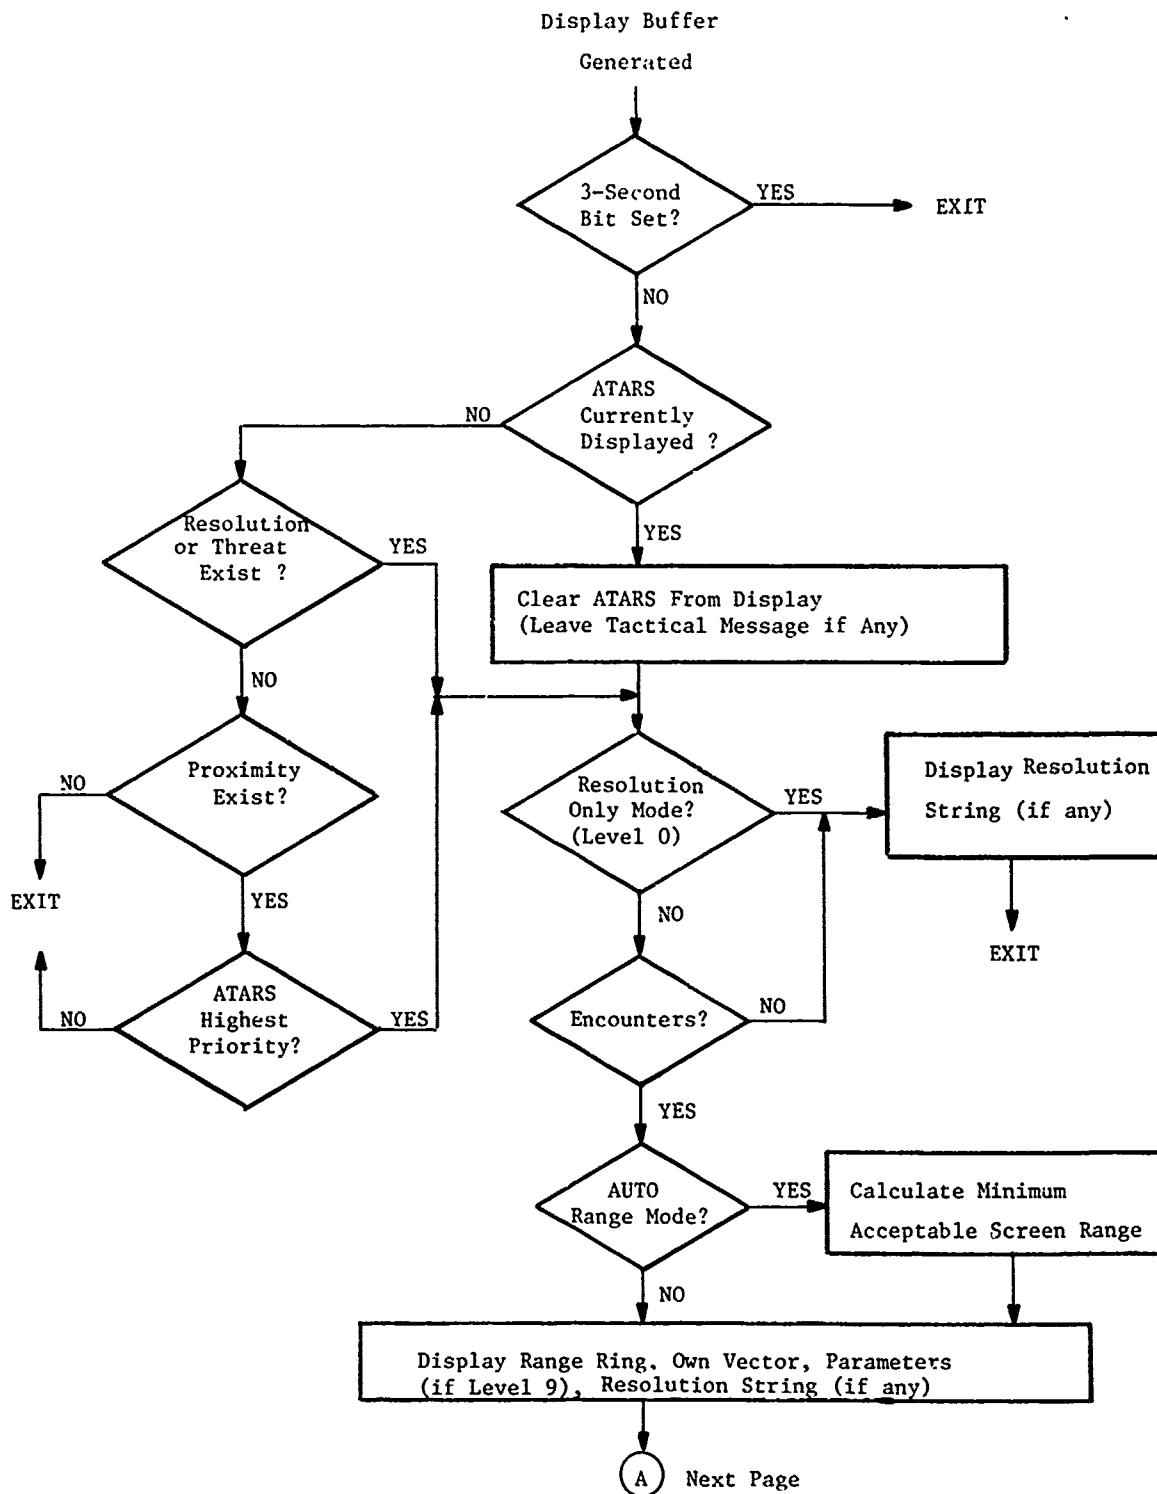 Display Buffer
Generated
3-Second
Bit Set?
YES
EXIT
NO
ATARS
Currently
Displayed ?
NO
YES
Resolution
or Threat
Exist ?
YES
NO
Clear ATARS From Display
(Leave Tactical Message if Any)
Proximity
Exist?
NO
YES
EXIT
ATARS
Highest
Priority?
NO
YES
Resolution
Only Mode?
(Level 0)
YES
NO
Display Resolution
String (if any)
EXIT
Encounters?
NO
YES
AUTO
Range Mode?
YES
NO
Calculate Minimum
Acceptable Screen Range
Display Range Ring, Own Vector, Parameters
(if Level 9), Resolution String (if any)
A
Next Page